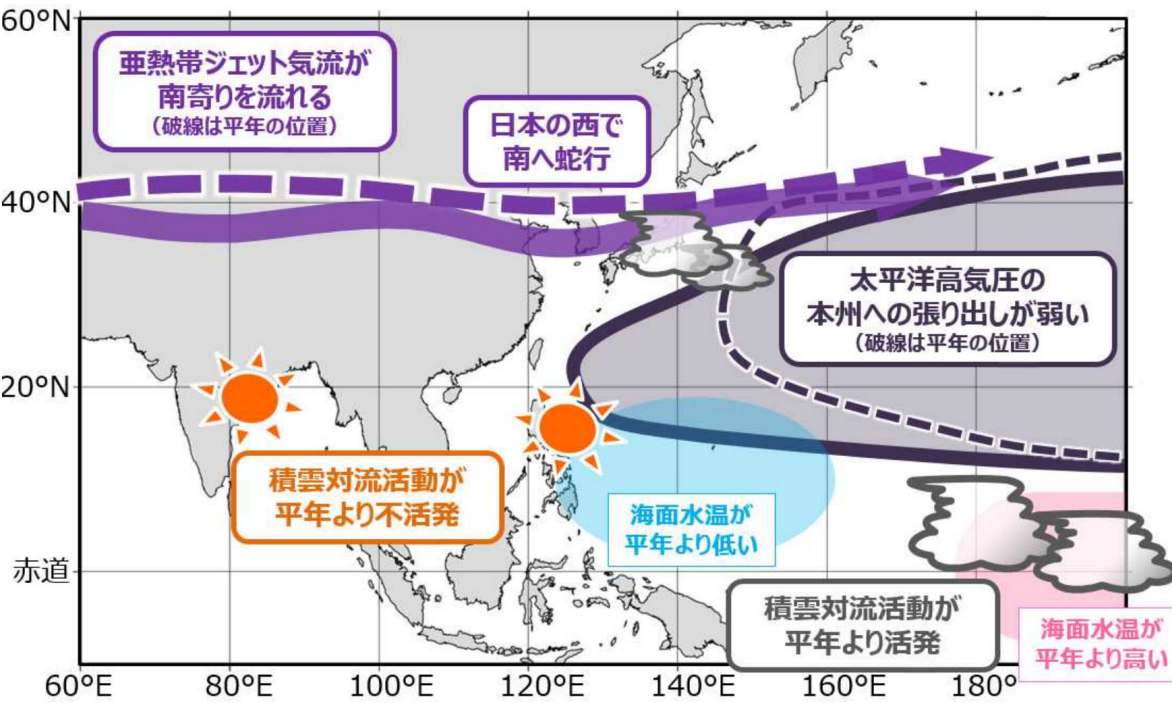 60°N
亜熱帯ジェット気流が
南寄りを流れる
(破線は平年の位置)
日本の西で
南へ蛇行
40°N
太平洋高気圧の
本州への張り出しが弱い
(破線は平年の位置)
20°N
積雲対流活動が
平年より不活発
海面水温が
平年より低い
赤道
積雲対流活動が
平年より活発
海面水温が
平年より高い
60°E
80°E
100°E
120°E
140°E
160°E
180°